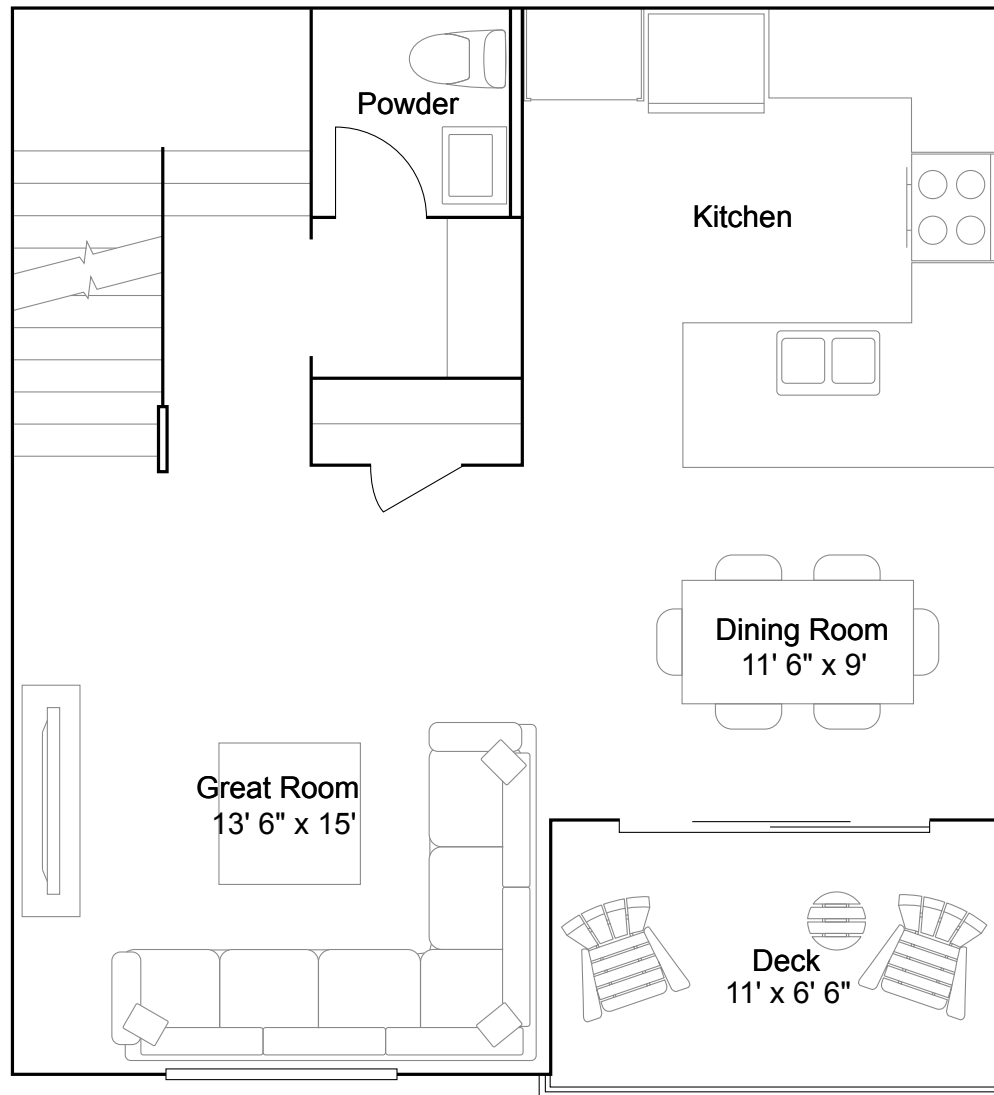 Powder
Kitchen
Dining Room
11' 6" x 9'
Great Room
13' 6" x 15'
Deck
11' x 6' 6"